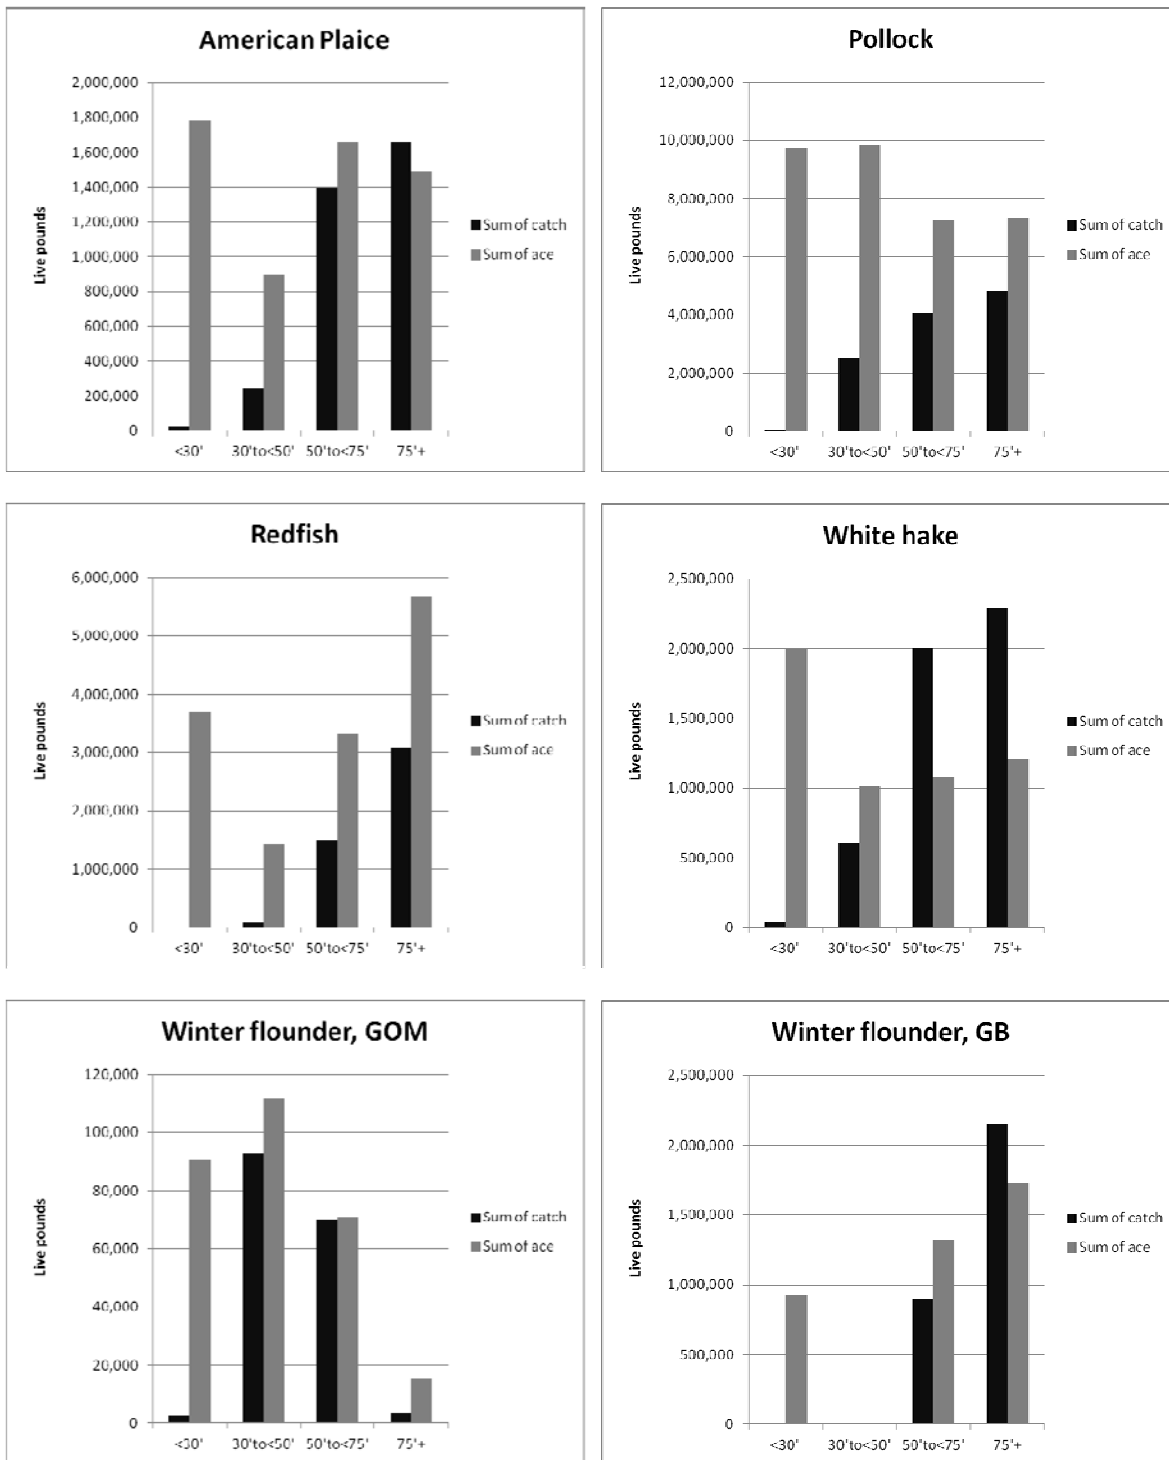 American Plaice
2,000,000
1,800,000
1,600,000
1,400,000
1,200,000
1,000,000
800,000
600,000
400,000
200,000
0
Live pounds
<30'
30'to<50'
50'to<75'
75'+
Sum of catch
Sum of ace
Pollock
12,000,000
10,000,000
8,000,000
6,000,000
4,000,000
2,000,000
0
Live pounds
<30'
30'to<50'
50'to<75'
75'+
Sum of catch
Sum of ace
Redfish
6,000,000
5,000,000
4,000,000
3,000,000
2,000,000
1,000,000
0
Live pounds
<30'
30'to<50'
50'to<75'
75'+
Sum of catch
Sum of ace
White hake
2,500,000
2,000,000
1,500,000
1,000,000
500,000
0
Live pounds
<30'
30'to<50'
50'to<75'
75'+
Sum of catch
Sum of ace
Winter flounder, GOM
120,000
100,000
80,000
60,000
40,000
20,000
0
Live pounds
<30'
30'to<50'
50'to<75'
75'+
Sum of catch
Sum of ace
Winter flounder, GB
2,500,000
2,000,000
1,500,000
1,000,000
500,000
0
Live pounds
<30'
30'to<50'
50'to<75'
75'+
Sum of catch
Sum of ace